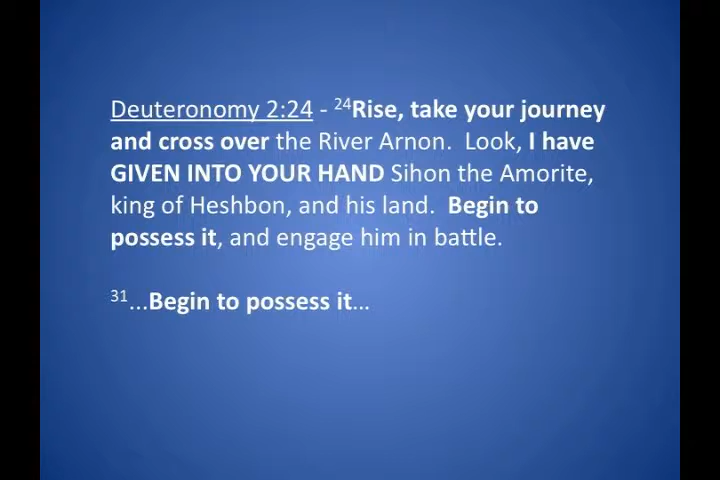 Deuteronomy 2:24 - 24Rise, take your journey
and cross over the River Arnon.  Look, I have
GIVEN INTO YOUR HAND Sihon the Amorite,
king of Heshbon, and his land.  Begin to
possess it, and engage him in battle.
31...Begin to possess it...